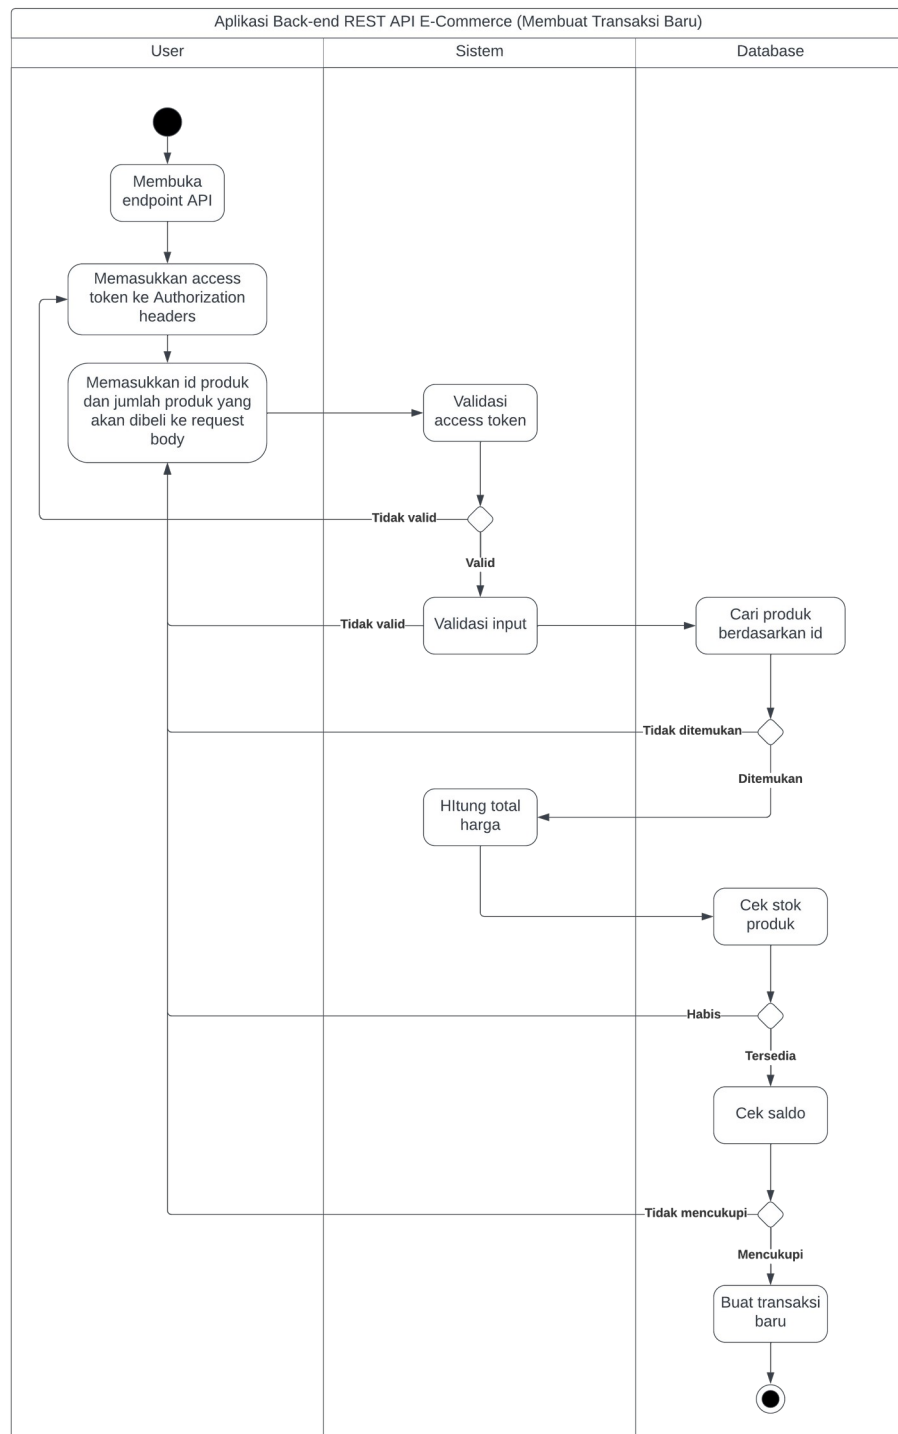 Aplikasi Back-end REST API E-Commerce (Membuat Transaksi Baru)
User
Sistem
Database
Membuka
endpoint API
Memasukkan access
token ke Authorization
headers
Memasukkan id produk
dan jumlah produk yang
akan dibeli ke request
body
Validasi
access token
Tidak valid
Valid
Tidak valid
Validasi input
Cari produk
berdasarkan id
Tidak ditemukan
Ditemukan
HItung total
harga
Cek stok
produk
Habis
Tersedia
Cek saldo
Tidak mencukupi
Mencukupi
Buat transaksi
baru